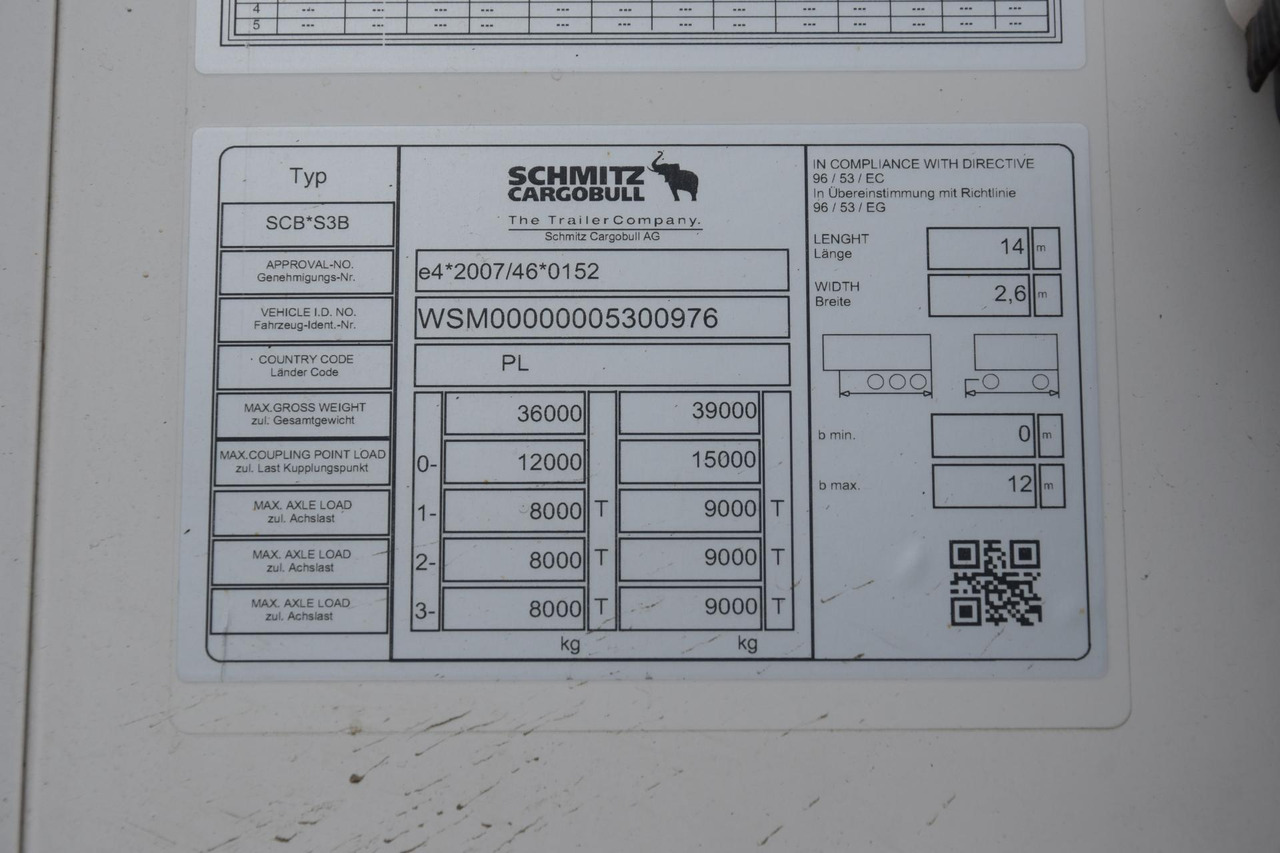 4 --- --- --- --- --- --- --- --- --- --- --- ---
5 --- --- --- --- --- --- --- --- --- --- --- ---
Typ
SCB*S3B
SCHMITZ
CARGOBULL
The Trailer Company.
Schmitz Cargobull AG
APPROVAL-NO.
Genehmigungs-Nr.
e4*2007/46*0152
VEHICLE I.D. NO.
Fahrzeug-Ident.-Nr.
WSM00000005300976
COUNTRY CODE
Länder Code
PL
MAX.GROSS WEIGHT
zul. Gesamtgewicht
36000 39000
MAX.COUPLING POINT LOAD
zul. Last Kupplungspunkt
0- 12000 15000
MAX. AXLE LOAD
zul. Achslast
1- 8000 T 9000 T
MAX. AXLE LOAD
zul. Achslast
2- 8000 T 9000 T
MAX. AXLE LOAD
zul. Achslast
3- 8000 T 9000 T
kg kg
IN COMPLIANCE WITH DIRECTIVE
96 / 53 / EC
In Übereinstimmung mit Richtlinie
96 / 53 / EG
LENGHT
Länge
14 m
WIDTH
Breite
2,6 m
b min. 0 m
b max. 12 m